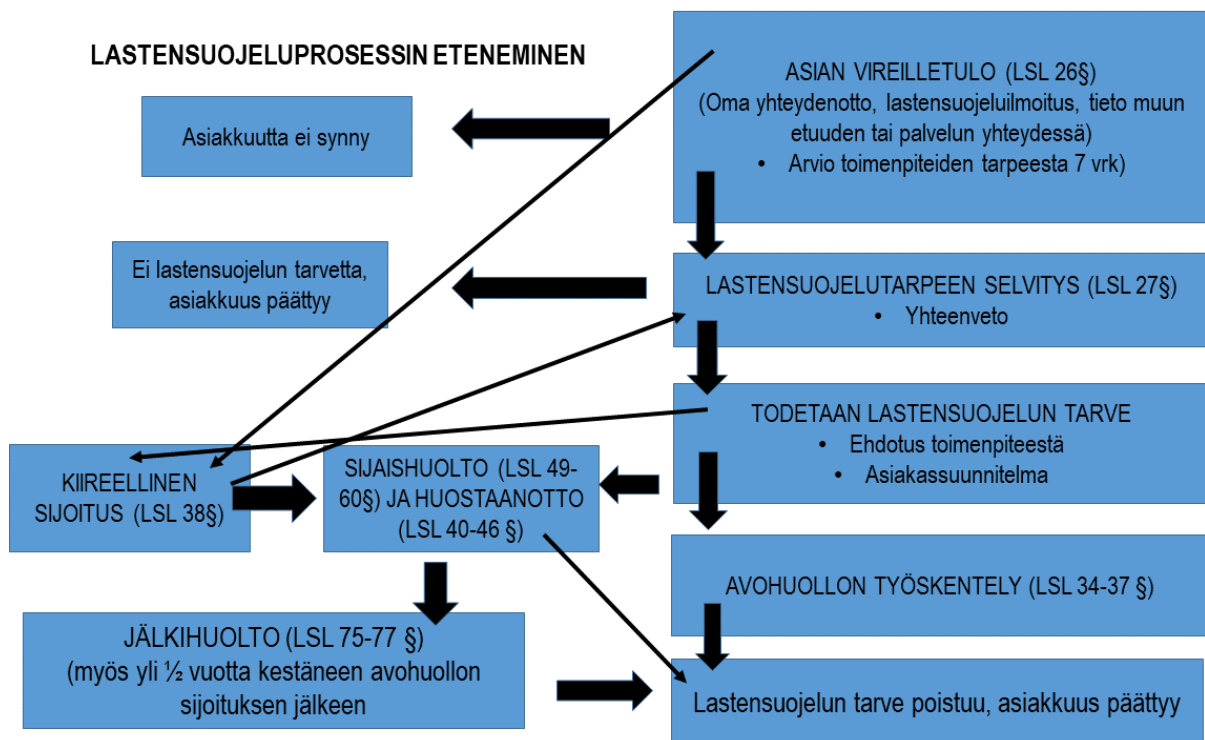 LASTENSUOJELUPROSESSIN ETENEMINEN
ASIAN VIREILLETULO (LSL 26§)
(Oma yhteydenotto, lastensuojeluilmoitus, tieto muun
etuuden tai palvelun yhteydessä)
• Arvio toimenpiteiden tarpeesta 7 vrk)
Asiakkuutta ei synny
Ei lastensuojelun tarvetta,
asiakkuus päättyy
LASTENSUOJELUTARPEEN SELVITYS (LSL 27§)
• Yhteenveto
TODETAAN LASTENSUOJELUN TARVE
• Ehdotus toimenpiteestä
• Asiakassuunnitelma
KIIREELLINEN
SIJOITUS (LSL 38§)
SIJAISHUOLTO (LSL 49-
60§) JA HUOSTAANOTTO
(LSL 40-46 §)
AVOHUOLLON TYÖSKENTELY (LSL 34-37 §)
JÄLKIHUOLTO (LSL 75-77 §)
(myös yli ½ vuotta kestäneen avohuollon
sijoituksen jälkeen
Lastensuojelun tarve poistuu, asiakkuus päättyy